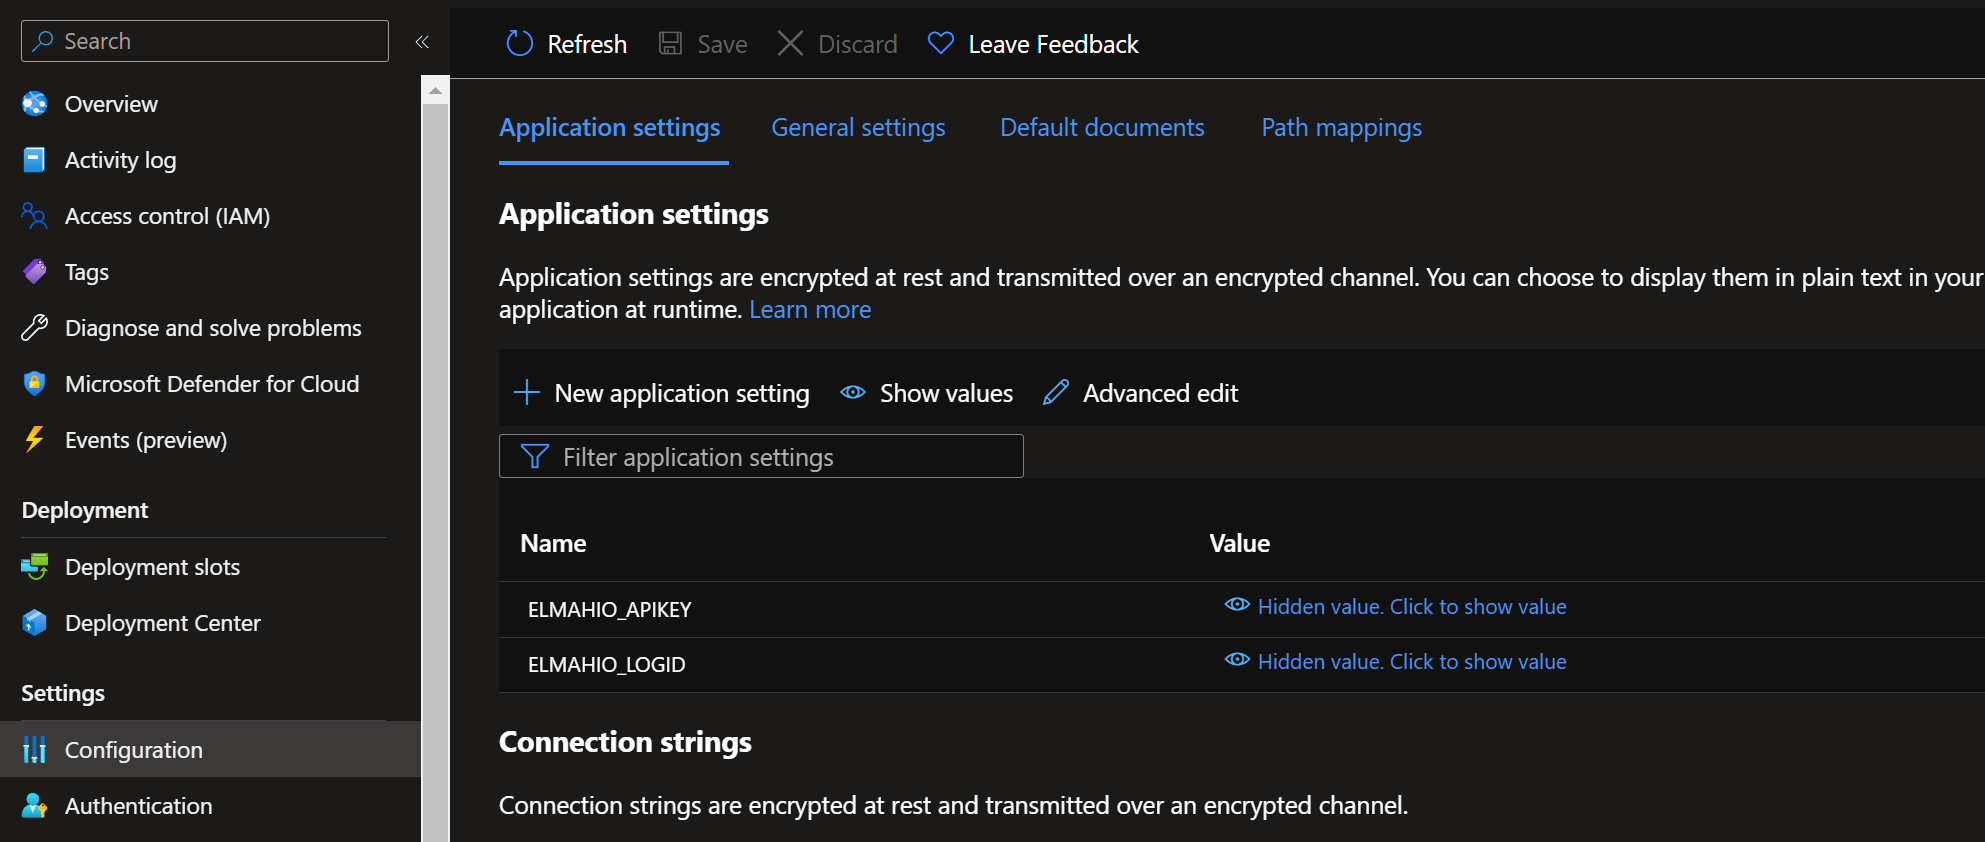 Search
Overview
Activity log
Access control (IAM)
Tags
Diagnose and solve problems
Microsoft Defender for Cloud
Events (preview)
Deployment
Deployment slots
Deployment Center
Settings
Configuration
Authentication
Refresh Save Discard Leave Feedback
Application settings General settings Default documents Path mappings
Application settings
Application settings are encrypted at rest and transmitted over an encrypted channel. You can choose to display them in plain text in your
application at runtime. Learn more
New application setting Show values Advanced edit
Filter application settings
Name Value
ELMAHIO_APIKEY Hidden value. Click to show value
ELMAHIO_LOGID Hidden value. Click to show value
Connection strings
Connection strings are encrypted at rest and transmitted over an encrypted channel.